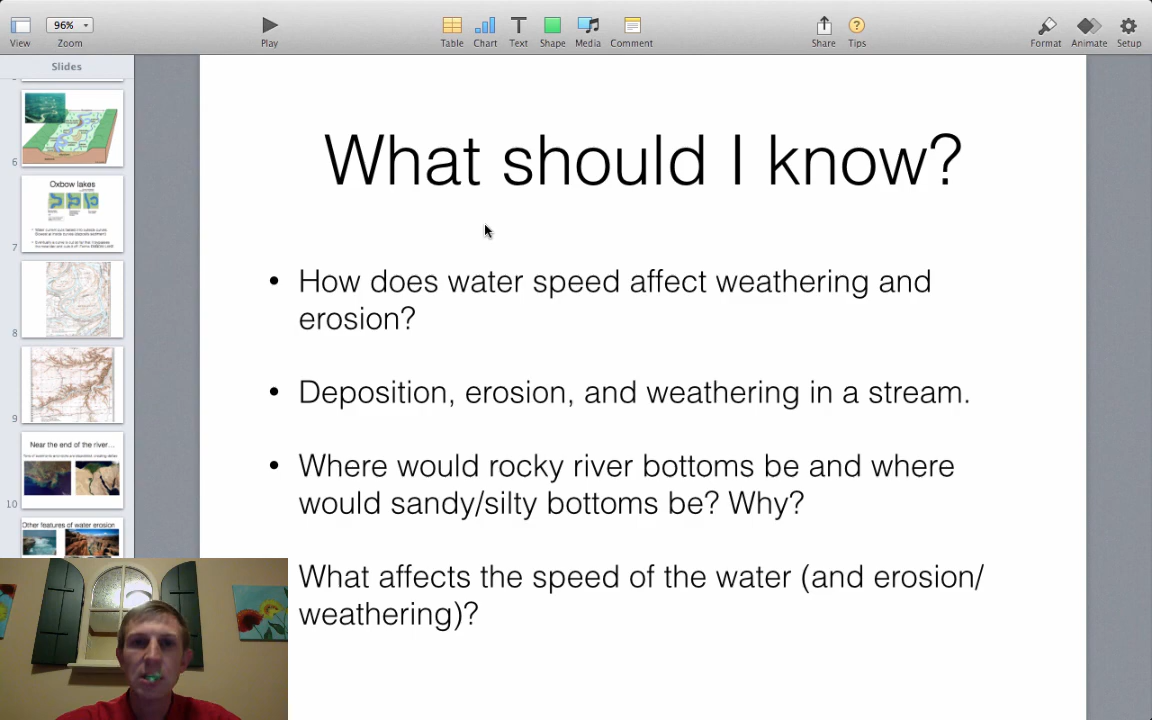 96%
View
Zoom
Play
Table
Chart
Text
Shape
Media
Comment
Share
Tips
Format
Animate
Setup
Slides
6
Oxbow lakes
7
8
9
Near the end of the river...
10
Other features of water erosion
What should I know?
• How does water speed affect weathering and
erosion?
• Deposition, erosion, and weathering in a stream.
• Where would rocky river bottoms be and where
would sandy/silty bottoms be? Why?
What affects the speed of the water (and erosion/
weathering)?